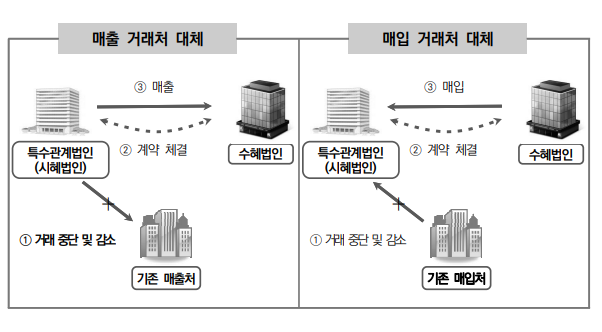 매출 거래처 대체
③ 매출
② 계약 체결
특수관계법인
(시혜법인)
수혜법인
① 거래 중단 및 감소
기존 매출처
매입 거래처 대체
③ 매입
② 계약 체결
특수관계법인
(시혜법인)
수혜법인
① 거래 중단 및 감소
기존 매입처